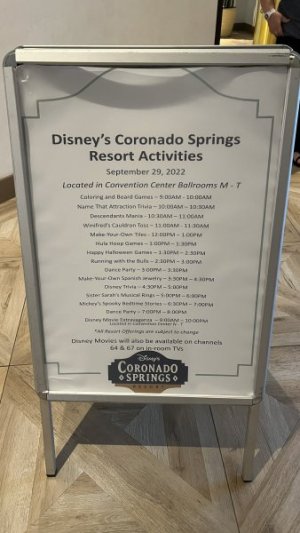 Disney's Coronado Springs
Resort Activities
September 29, 2022
Located in Convention Center Ballrooms M - T
Coloring and Board Games – 9:00AM - 10:00AM
Name That Attraction Trivia – 10:00AM – 10:30AM
Descendants Mania - 10:30AM – 11:00AM
Winifred's Cauldron Toss – 11:00AM - 11:30AM
Make-Your-Own Tiles - 12:00PM – 1:00PM
Hula Hoop Games – 1:00PM – 1:30PM
Happy Halloween Games – 1:30PM – 2:30PM
Running with the Bulls – 2:30PM – 3:00PM
Dance Party – 3:00PM – 3:30PM
Make-Your-Own Spanish Jewelry – 3:30PM – 4:30PM
Disney Trivia – 4:30PM – 5:00PM
Sister Sarah's Musical Rings – 5:00PM – 6:00PM
Mickey's Spooky Bedtime Stories – 6:30PM – 7:00PM
Dance Party – 7:00PM – 8:00PM
Disney Movie Extravaganza – 8:00AM – 10:00PM
Located in Convention Center
*All Resort Offerings are subject to change
Disney Movies will also be available on channels
64 & 67 on in-room TVs
Disney's
CORONADO
SPRINGS
RESORT